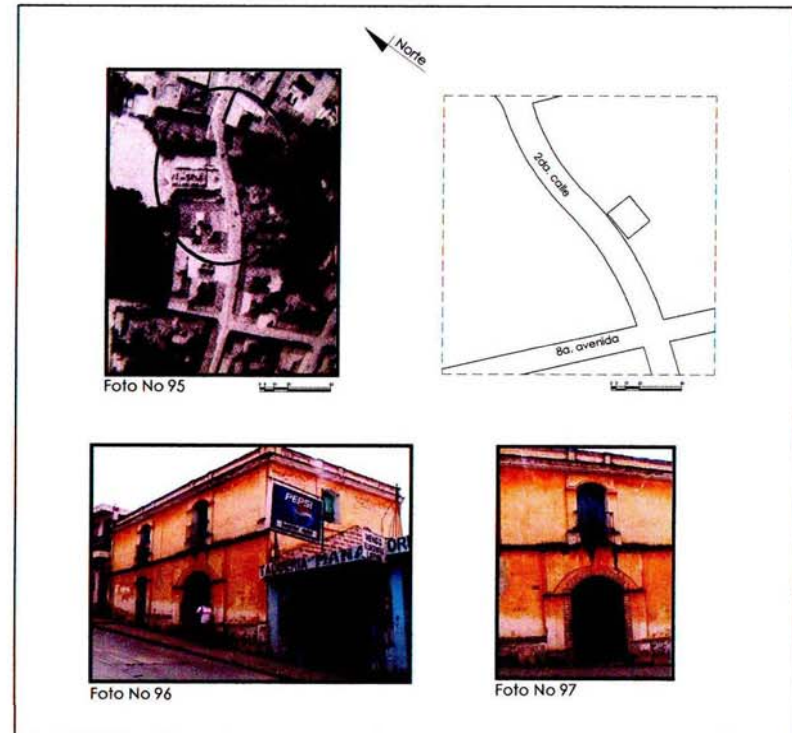 Norte
2da. calle
8a. avenida
Foto No 95
PEPSI
Foto No 96
Foto No 97